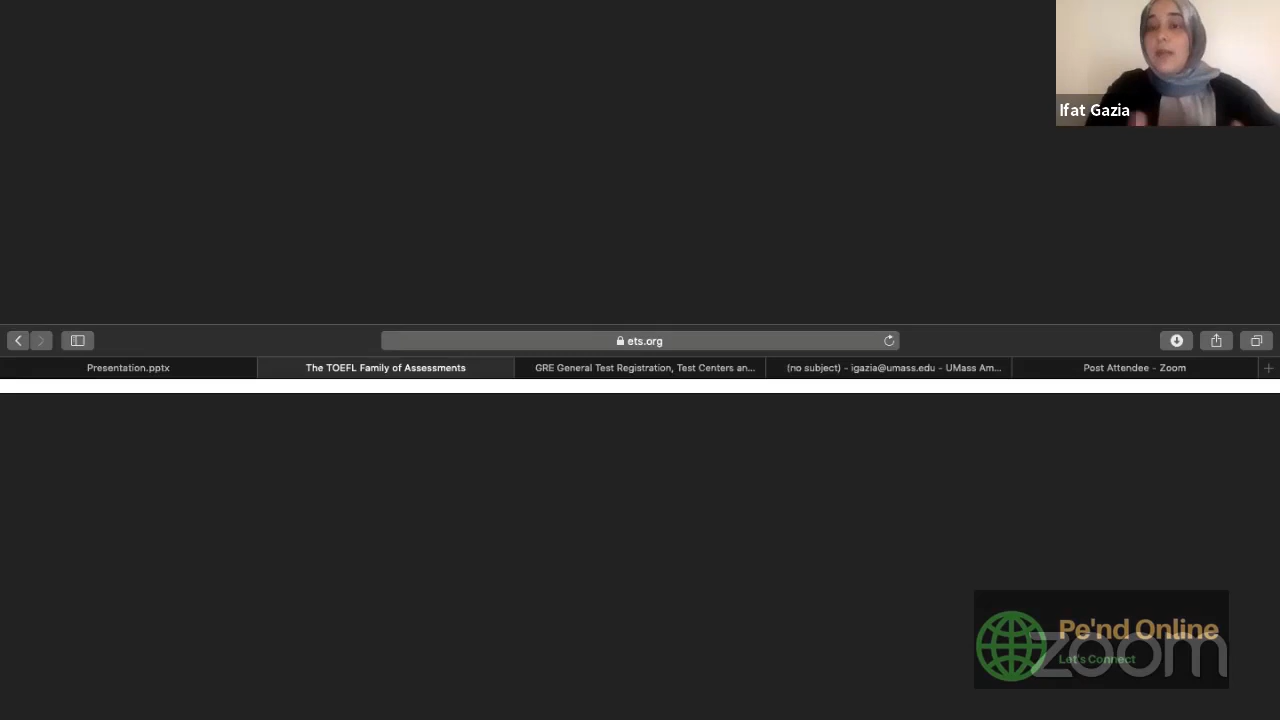 Ifat Gazia
ets.org
Presentation.pptx
The TOEFL Family of Assessments
GRE General Test Registration, Test Centers an...
(no subject) - igazia@umass.edu - UMass Am...
Post Attendee - Zoom
Pe'nd Online
Let's Connect
zoom